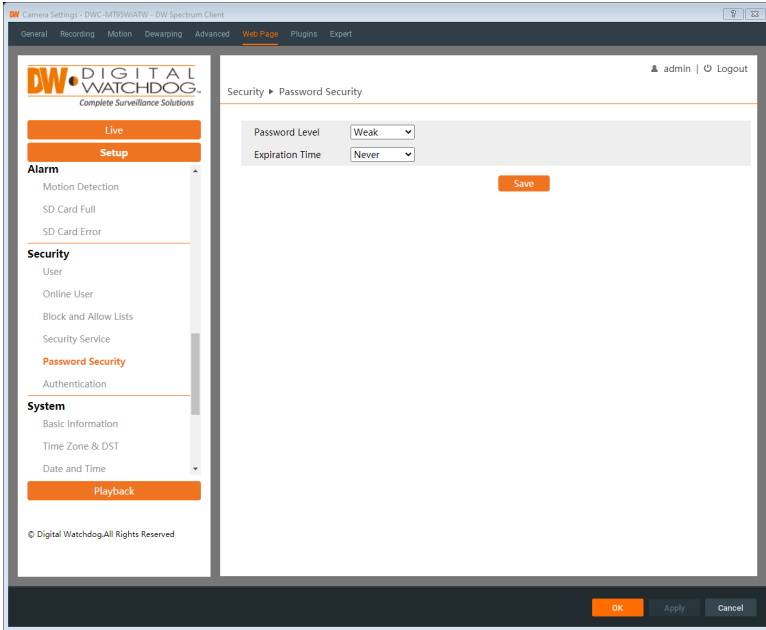 DW Camera Settings - DWC-MT95WiATW - DW Spectrum Client
General Recording Motion Dewarping Advanced Web Page Plugins Expert
DW DIGITAL
WATCHDOG
Complete Surveillance Solutions
admin | Logout
Security ▸ Password Security
Live
Setup
Alarm
Motion Detection
SD Card Full
SD Card Error
Security
User
Online User
Block and Allow Lists
Security Service
Password Security
Authentication
System
Basic Information
Time Zone & DST
Date and Time
Playback
© Digital Watchdog.All Rights Reserved
Password Level Weak
Expiration Time Never
Save
OK Apply Cancel